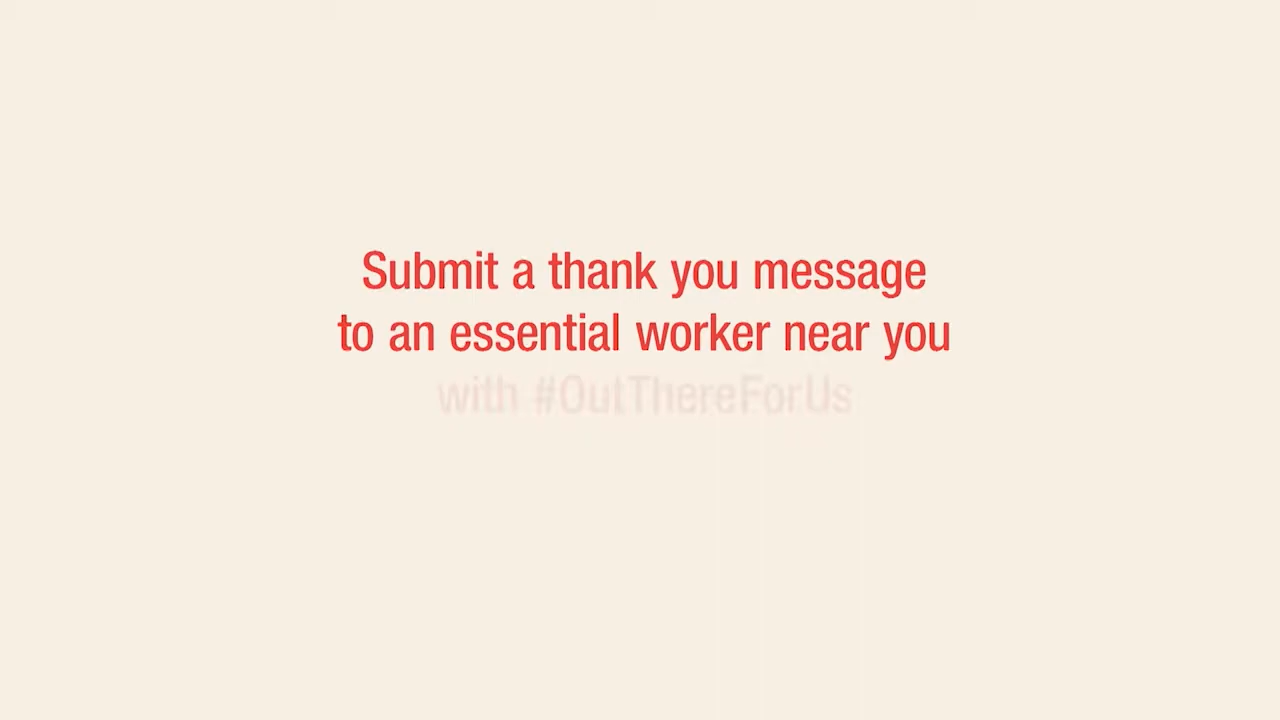 Submit a thank you message
to an essential worker near you
with #OutThereForUs